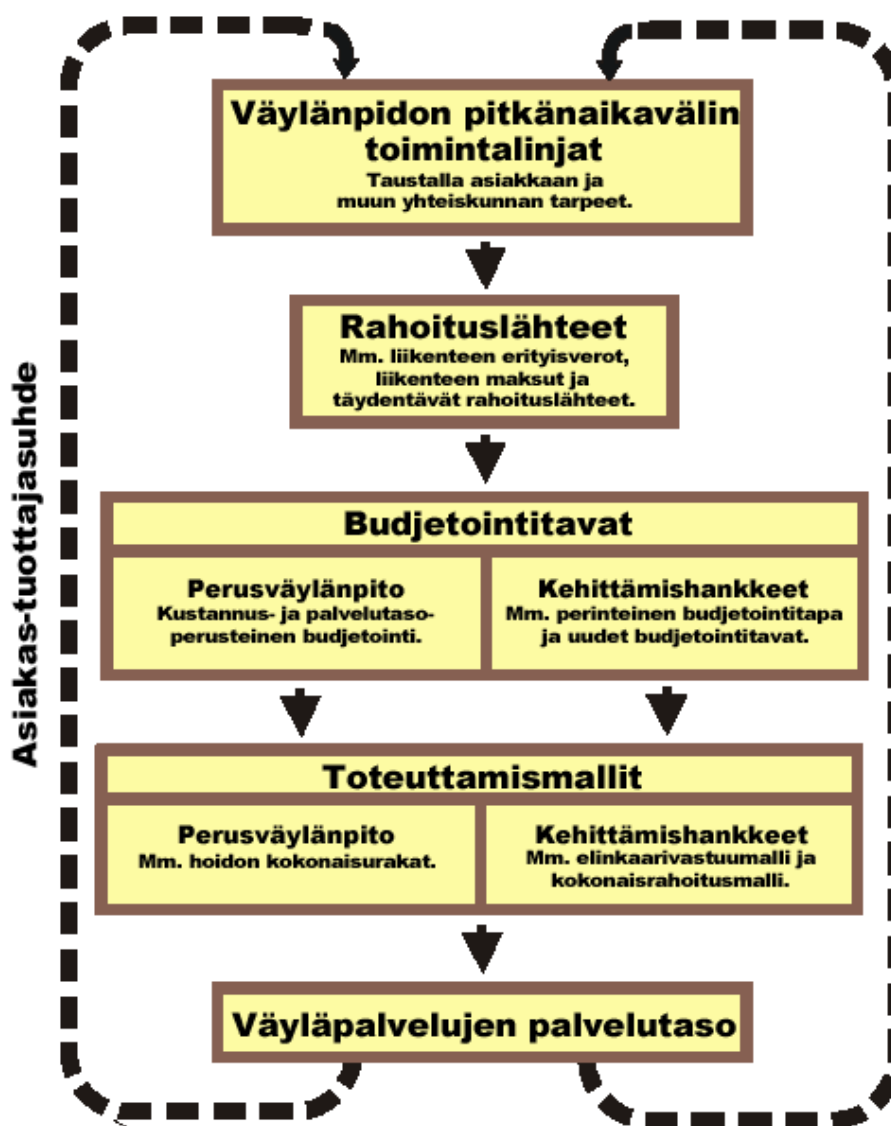 Väylänpidon pitkänaikavälin
toimintalinjat
Taustalla asiakkaan ja
muun yhteiskunnan tarpeet.
Rahoituslähteet
Mm. liikenteen erityisverot,
liikenteen maksut ja
täydentävät rahoituslähteet.
Asiakas-tuottajasuhde
Budjetointitavat
Perusväylänpito
Kustannus- ja palvelutaso-
perusteinen budjetointi.
Kehittämishankkeet
Mm. perinteinen budjetointitapa
ja uudet budjetointitavat.
Toteuttamismallit
Perusväylänpito
Mm. hoidon kokonaisurakat.
Kehittämishankkeet
Mm. elinkaarivastuumalli ja
kokonaisrahoitusmalli.
Väyläpalvelujen palvelutaso